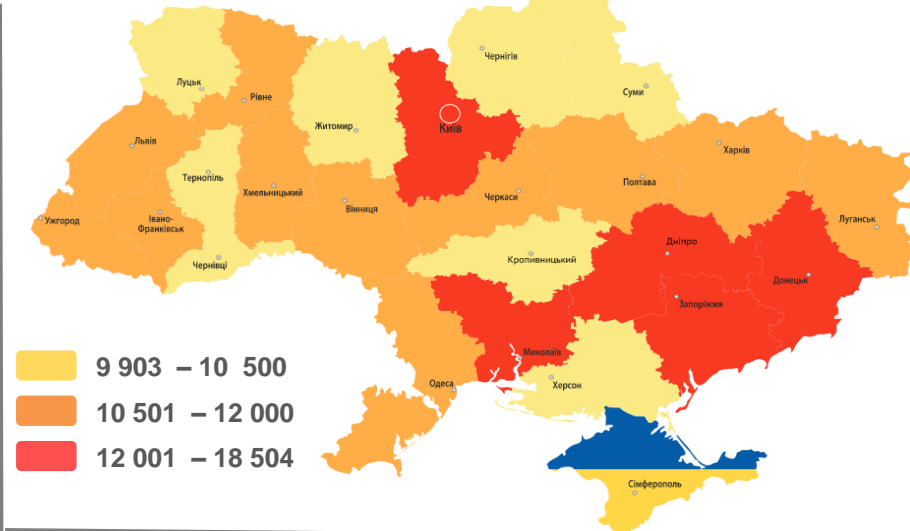 Чернігів
Луцьк
Суми
Рівне
Житомир
Київ
Львів
Харків
Тернопіль
Полтава
Хмельницький
Черкаси
Вінниця
Ужгород
Івано-
Франківськ
Луганськ
Дніпро
Чернівці
Кропивницький
Донецьк
Запоріжжя
Миколаїв
9 903 – 10 500
Одеса
Херсон
10 501 – 12 000
12 001 – 18 504
Сімферополь